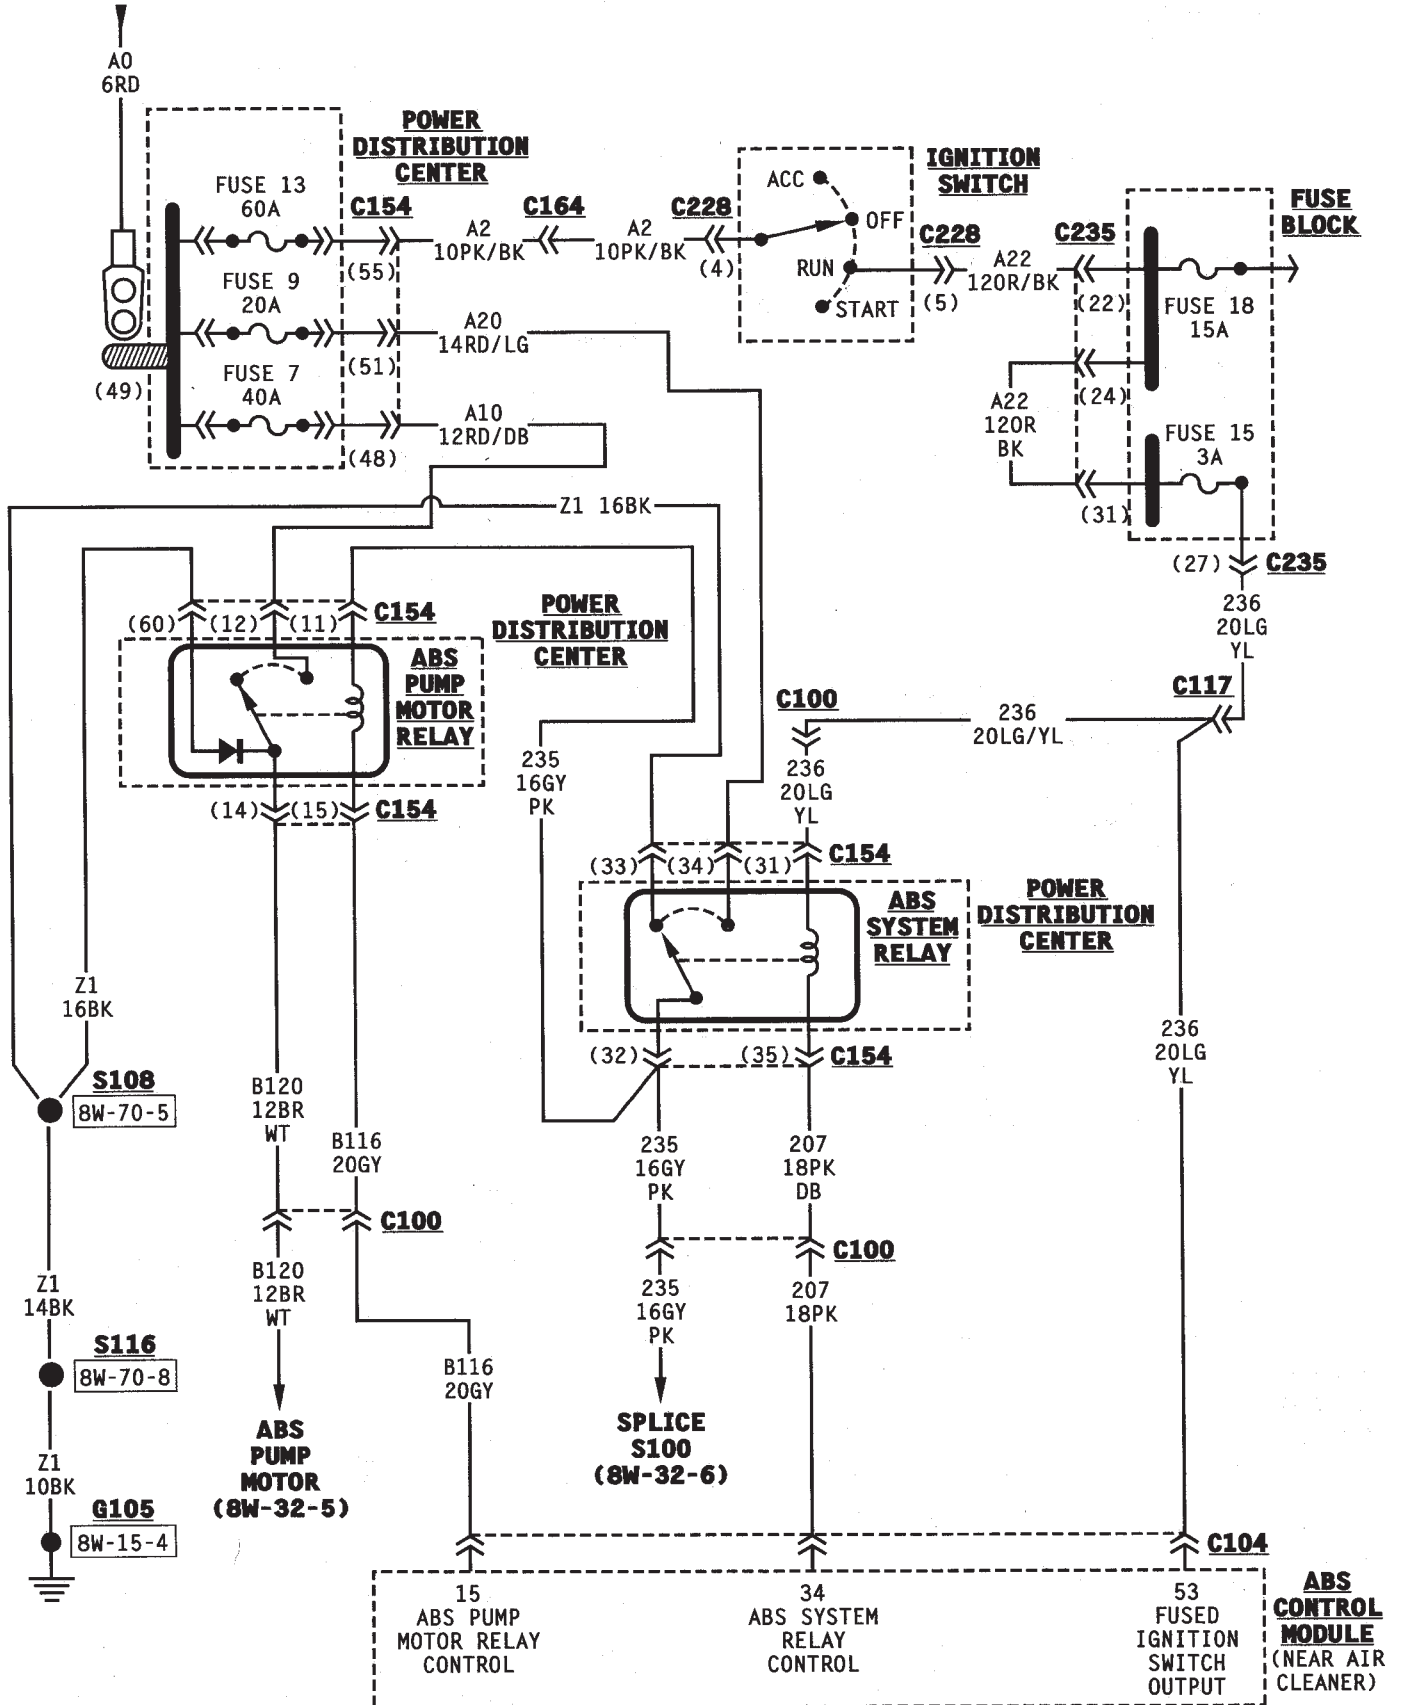 A0
6RD
POWER
DISTRIBUTION
CENTER
FUSE 13
60A
C154
A2
10PK/BK
C164
A2
10PK/BK
C228
(55)
(4)
IGNITION
SWITCH
ACC
OFF
RUN
START
C228
(5)
A22
12OR/BK
C235
(22)
FUSE
BLOCK
FUSE 18
15A
FUSE 9
20A
A20
14RD/LG
(51)
(49)
FUSE 7
40A
A10
12RD/DB
(48)
(24)
A22
12OR
BK
FUSE 15
3A
(31)
Z1 16BK
(27)
C235
236
20LG
YL
(60)
(12)
(11)
C154
POWER
DISTRIBUTION
CENTER
ABS
PUMP
MOTOR
RELAY
C117
C100
236
20LG/YL
235
16GY
PK
236
20LG
YL
(14)
(15)
C154
(33)
(34)
(31)
C154
ABS
SYSTEM
RELAY
POWER
DISTRIBUTION
CENTER
Z1
16BK
236
20LG
YL
(32)
(35)
C154
S108
8W-70-5
B120
12BR
WT
B116
20GY
235
16GY
PK
207
18PK
DB
C100
C100
B120
12BR
WT
235
16GY
PK
207
18PK
Z1
14BK
S116
8W-70-8
B116
20GY
ABS
PUMP
MOTOR
(8W-32-5)
SPLICE
S100
(8W-32-6)
Z1
10BK
G105
8W-15-4
C104
15
ABS PUMP
MOTOR RELAY
CONTROL
34
ABS SYSTEM
RELAY
CONTROL
53
FUSED
IGNITION
SWITCH
OUTPUT
ABS
CONTROL
MODULE
(NEAR AIR
CLEANER)